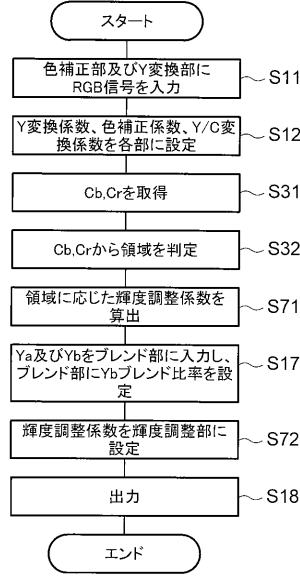 スタート
色補正部及びY変換部に
RGB信号を入力
S11
Y変換係数、色補正係数、Y/C変
換係数を各部に設定
S12
Cb,Crを取得
S31
Cb,Crから領域を判定
S32
領域に応じた輝度調整係数を
算出
S71
Ya及びYbをブレンド部に入力し、
ブレンド部にYbブレンド比率を設
定
S17
輝度調整係数を輝度調整部に
設定
S72
出力
S18
エンド